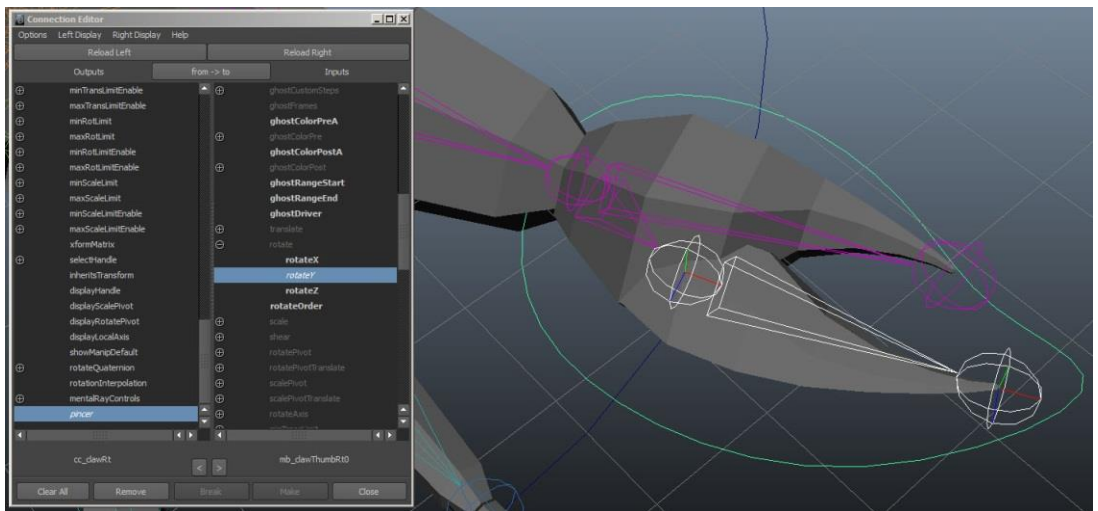 Connection Editor
Options Left Display Right Display Help
Reload Left Reload Right
Outputs from -> to Inputs
minTransLimitEnable ghostCustomSteps
maxTransLimitEnable ghostFrames
minRotLimit ghostColorPreA
maxRotLimit ghostColorPre
minRotLimitEnable ghostColorPostA
maxRotLimitEnable ghostColorPost
minScaleLimit ghostRangeStart
maxScaleLimit ghostRangeEnd
minScaleLimitEnable ghostDriver
maxScaleLimitEnable translate
xformMatrix rotate
selectHandle rotateX
inheritsTransform rotateY
displayHandle rotateZ
displayScalePivot rotateOrder
displayRotatePivot scale
displayLocalAxis shear
showManipDefault rotatePivot
rotateQuaternion rotatePivotTranslate
rotationInterpolation scalePivot
mentalRayControls scalePivotTranslate
pincer rotateAxis
cc_clawRt < > mb_clawThumbRt0
Clear All Remove Break Make Close